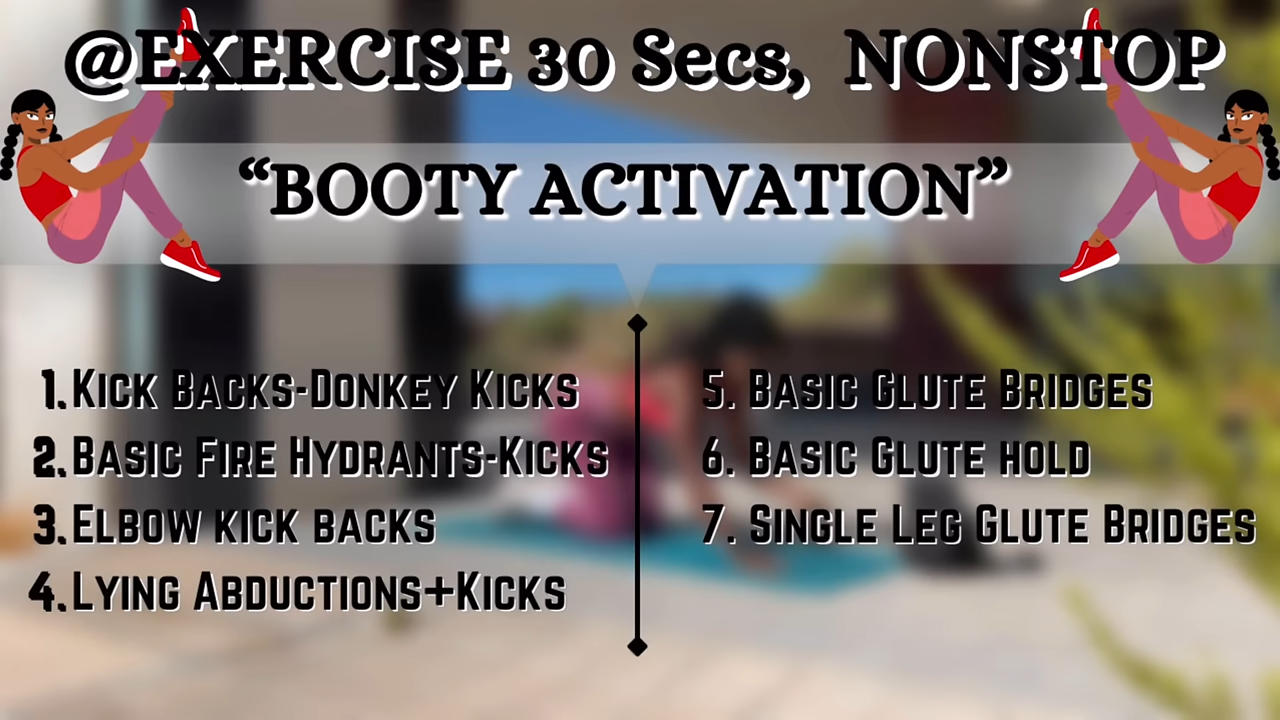 @EXERCISE 30 Secs, NONSTOP
“BOOTY ACTIVATION”
1. KICK BACKS-DONKEY KICKS
2. BASIC FIRE HYDRANTS-KICKS
3. ELBOW KICK BACKS
4. LYING ABDUCTIONS+KICKS
5. BASIC GLUTE BRIDGES
6. BASIC GLUTE HOLD
7. SINGLE LEG GLUTE BRIDGES